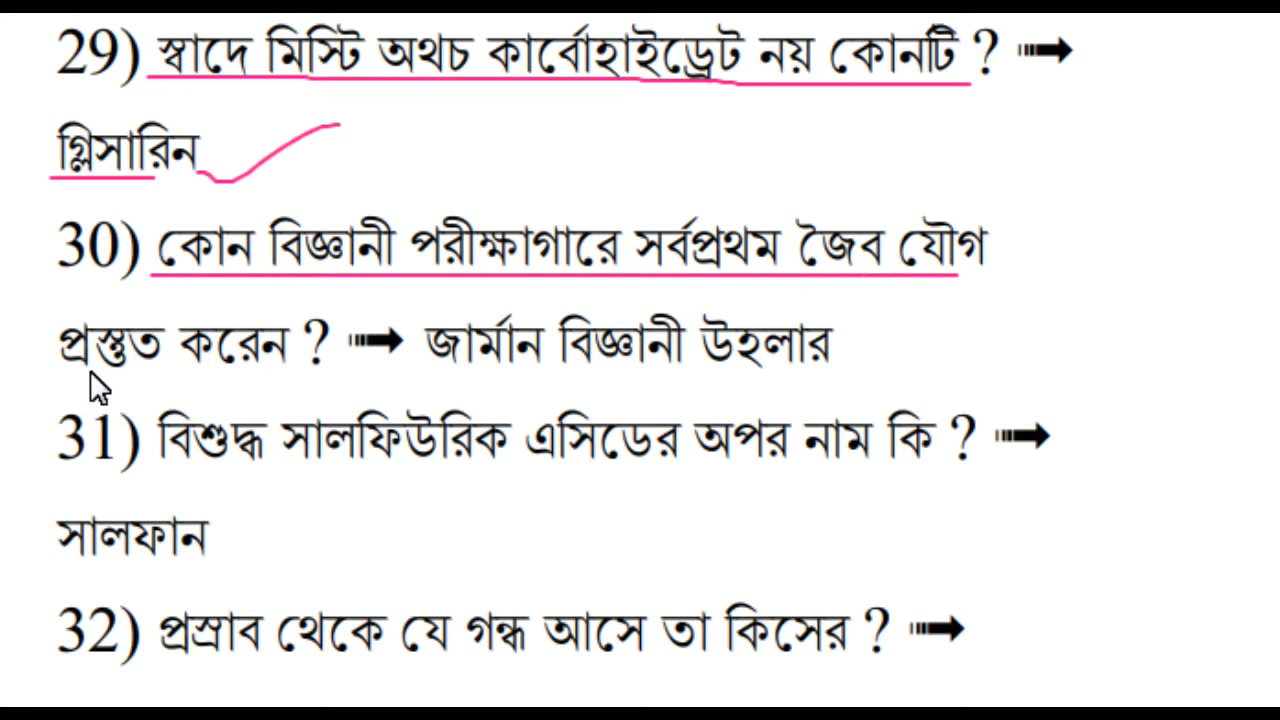 29) স্বাদে মিস্টি অথচ কার্বোহাইড্রেট নয় কোনটি ? ➟
গ্লিসারিন
30) কোন বিজ্ঞানী পরীক্ষাগারে সর্বপ্রথম জৈব যৌগ
প্রস্তুত করেন ? ➟ জার্মান বিজ্ঞানী উহলার
31) বিশুদ্ধ সালফিউরিক এসিডের অপর নাম কি ? ➟
সালফান
32) প্রস্রাব থেকে যে গন্ধ আসে তা কিসের ? ➟